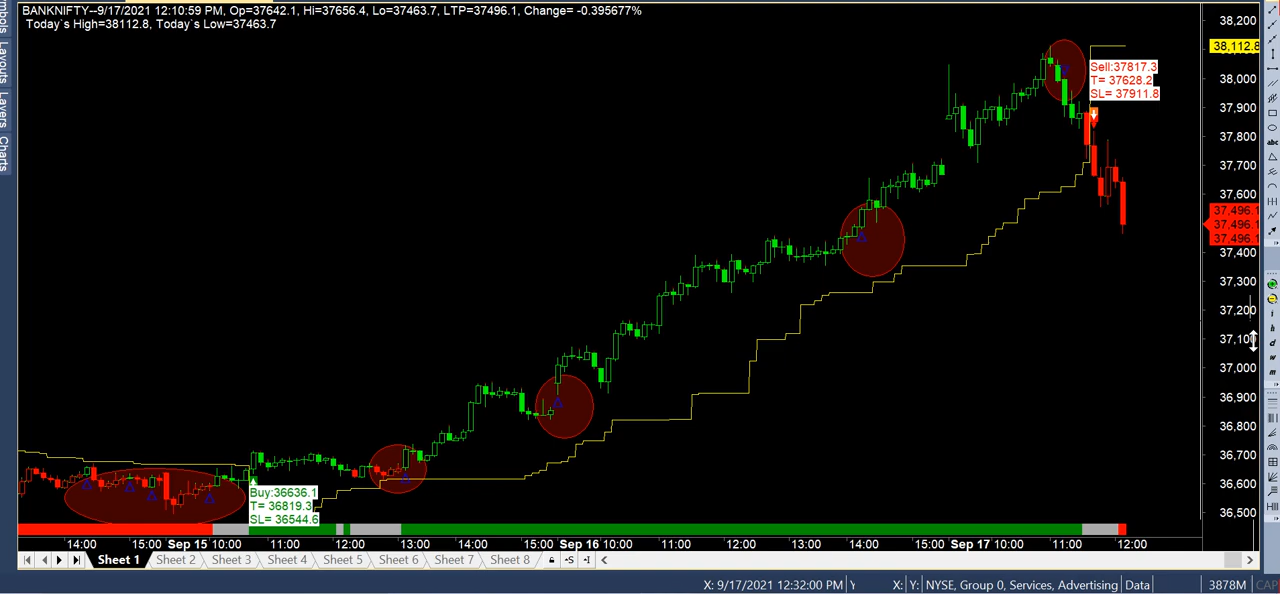 BANKNIFTY--9/17/2021 12:10:59 PM, Op=37642.1, Hi=37656.4, Lo=37463.7, LTP=37496.1, Change= -0.395677%
Today`s High=38112.8, Today`s Low=37463.7
Layouts
Layers
Charts
38,200
38,112.8
38,000
37,900
37,800
37,700
37,600
37,496.1
37,496.1
37,496.1
37,400
37,300
37,200
37,100
37,000
36,900
36,800
36,700
36,600
36,500
Sell:37817.3
T= 37628.2
SL= 37911.8
Buy:36636.1
T= 36819.3
SL= 36544.6
14:00 15:00 Sep 15 10:00 11:00 12:00 13:00 14:00 15:00 Sep 16 10:00 11:00 12:00 13:00 14:00 15:00 Sep 17 10:00 11:00 12:00
Sheet 1 Sheet 2 Sheet 3 Sheet 4 Sheet 5 Sheet 6 Sheet 7 Sheet 8
X: 9/17/2021 12:32:00 PM X: Y: NYSE, Group 0, Services, Advertising Data 3878M CAP
abc